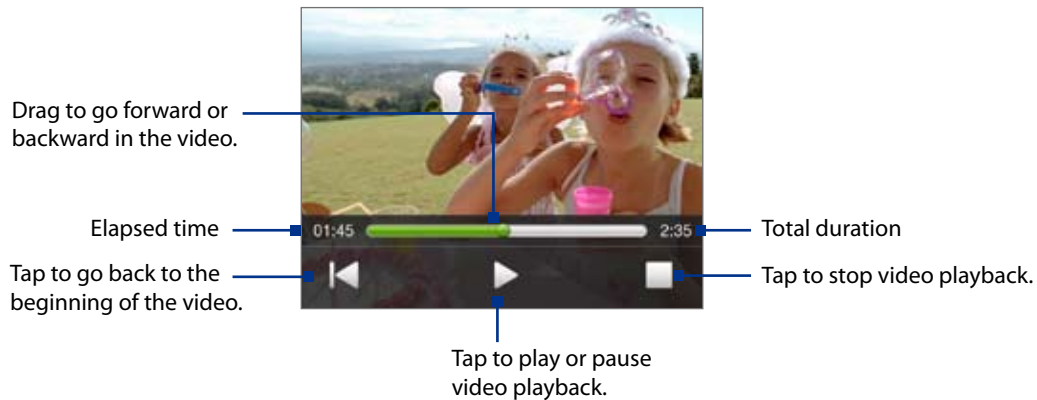 Drag to go forward or
backward in the video.
Elapsed time
01:45
2:35
Total duration
Tap to go back to the
beginning of the video.
Tap to stop video playback.
Tap to play or pause
video playback.